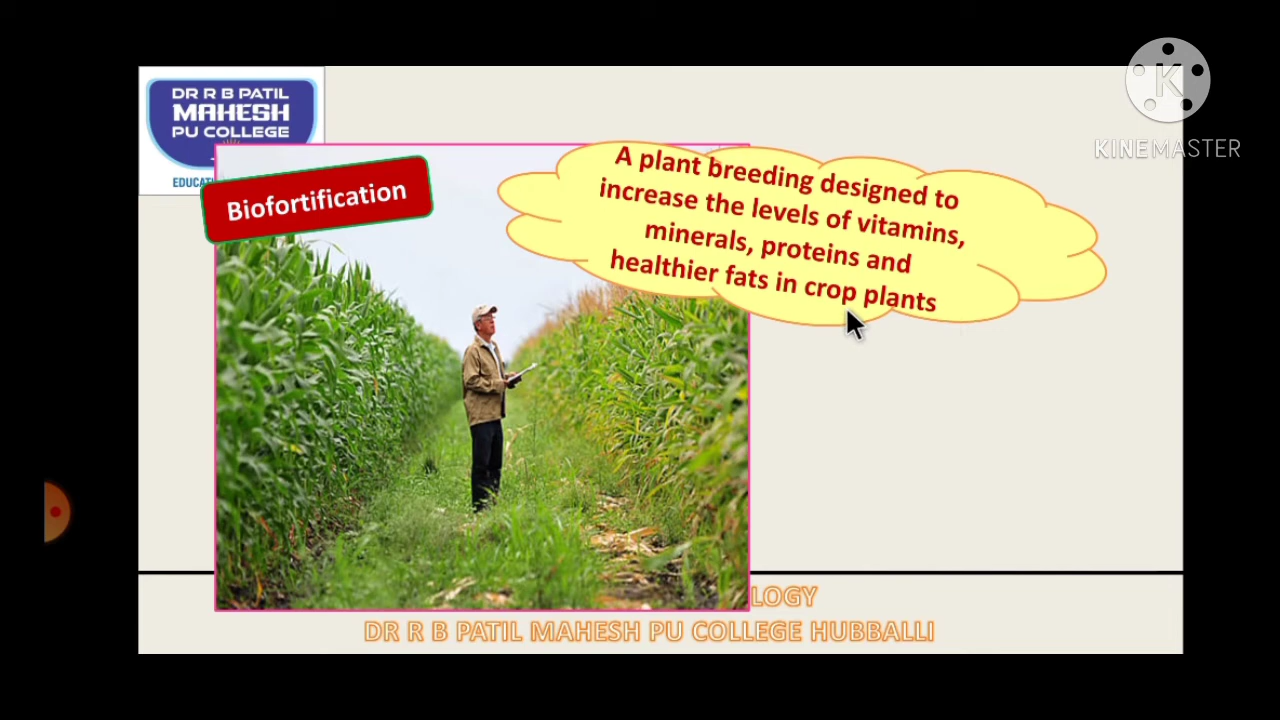 DR R B PATIL
MAHESH
PU COLLEGE
Biofortification
A plant breeding designed to
increase the levels of vitamins,
minerals, proteins and
healthier fats in crop plants
KINEMASTER
DR R B PATIL MAHESH PU COLLEGE HUBBALLI